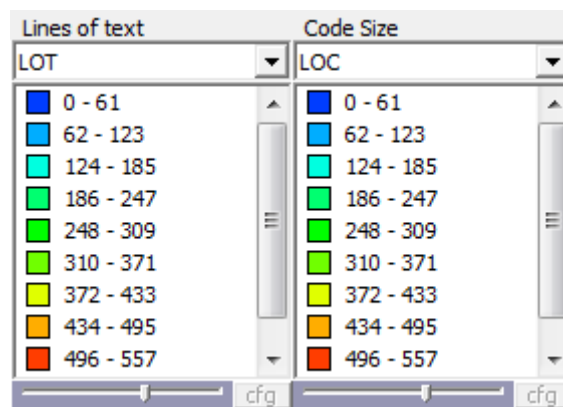 Lines of text Code Size
LOT LOC
0 - 61 0 - 61
62 - 123 62 - 123
124 - 185 124 - 185
186 - 247 186 - 247
248 - 309 248 - 309
310 - 371 310 - 371
372 - 433 372 - 433
434 - 495 434 - 495
496 - 557 496 - 557
cfg cfg